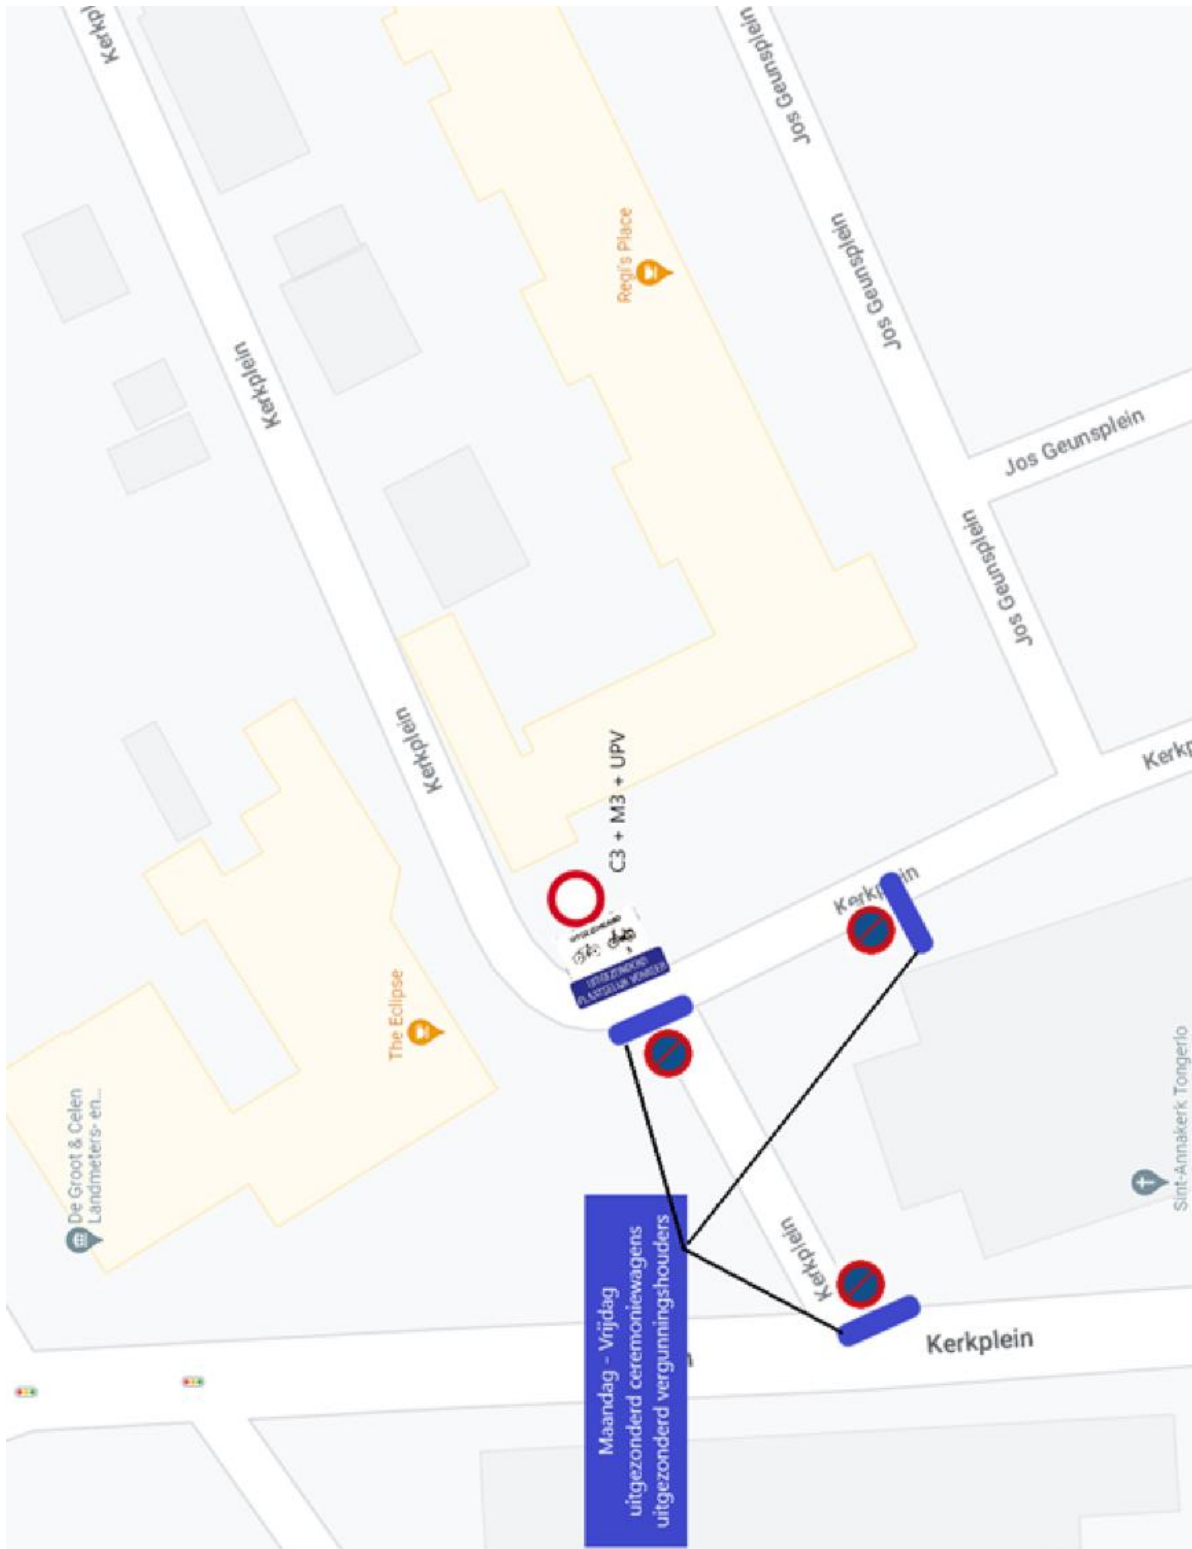 Kerkpl
Kerkplein
Kerkplein
Jos Geunsplein
Jos Geunsplein
Jos Geunsplein
Jos Geunsplein
Regi's Place
C3 + M3 + UPV
UITGEZONDERD
PLAATSELIJK VERKEER
Kerkplein
Kerkp
The Eclipse
De Groot & Celen
Landmeters- en...
Sint-Annakerk Tongerlo
Kerkplein
Kerkplein
Maandag - Vrijdag
uitgezonderd ceremoniewagens
uitgezonderd vergunningshouders